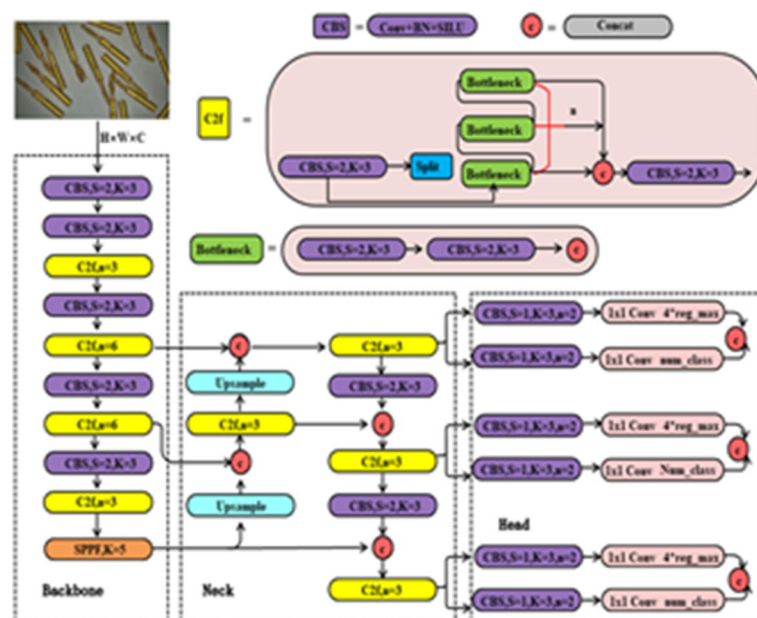 CBS = Conv+BN+SILU
c = Concat
H×W×C
C2f =
Bottleneck
Bottleneck
n
CBS,S=2,K=3
Split
Bottleneck
c
CBS,S=2,K=3
Bottleneck =
CBS,S=2,K=3
CBS,S=2,K=3
c
CBS,S=2,K=3
CBS,S=2,K=3
C2f,n=3
CBS,S=2,K=3
C2f,n=6
CBS,S=2,K=3
C2f,n=6
CBS,S=2,K=3
C2f,n=3
SPPF,K=5
Backbone
c
Upsample
C2f,n=3
c
Upsample
C2f,n=3
CBS,S=2,K=3
c
C2f,n=3
CBS,S=2,K=3
c
C2f,n=3
Neck
CBS,S=1,K=3,n=2
1x1 Conv 4*reg_max
c
CBS,S=1,K=3,n=2
1x1 Conv num_class
CBS,S=1,K=3,n=2
1x1 Conv 4*reg_max
c
CBS,S=1,K=3,n=2
1x1 Conv Num_class
Head
CBS,S=1,K=3,n=2
1x1 Conv 4*reg_max
c
CBS,S=1,K=3,n=2
1x1 Conv num_class